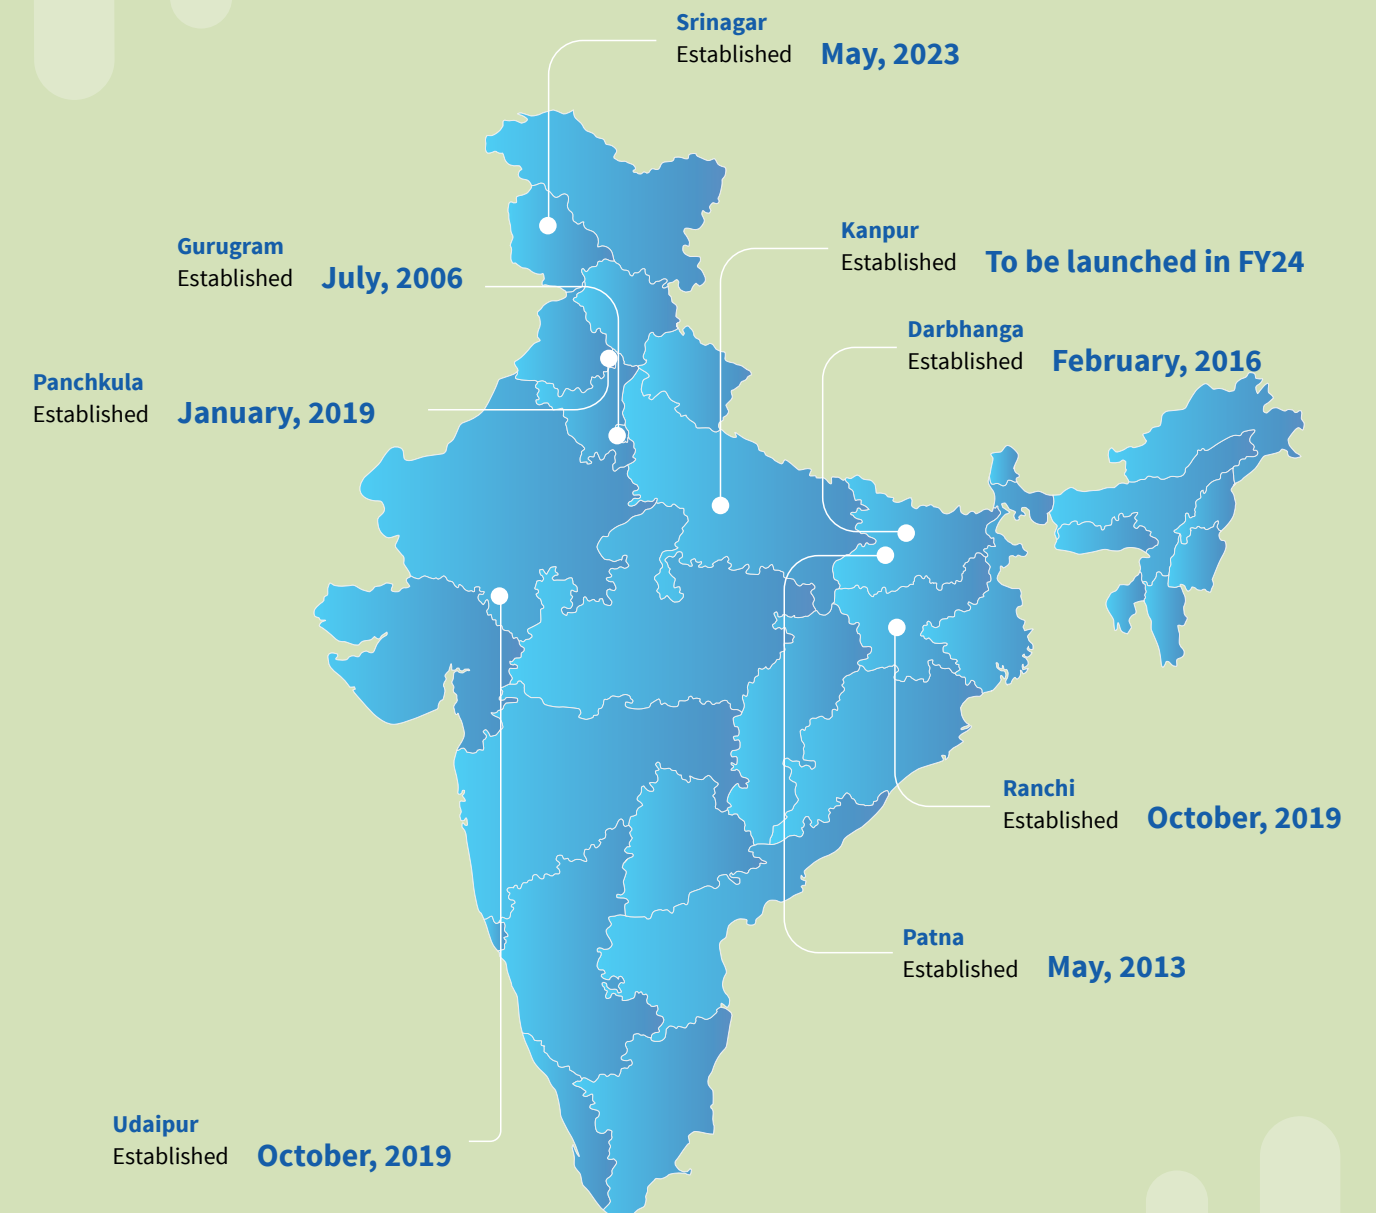 Srinagar
Established May, 2023
Gurugram
Established July, 2006
Kanpur
Established To be launched in FY24
Darbhanga
Established February, 2016
Panchkula
Established January, 2019
Ranchi
Established October, 2019
Patna
Established May, 2013
Udaipur
Established October, 2019